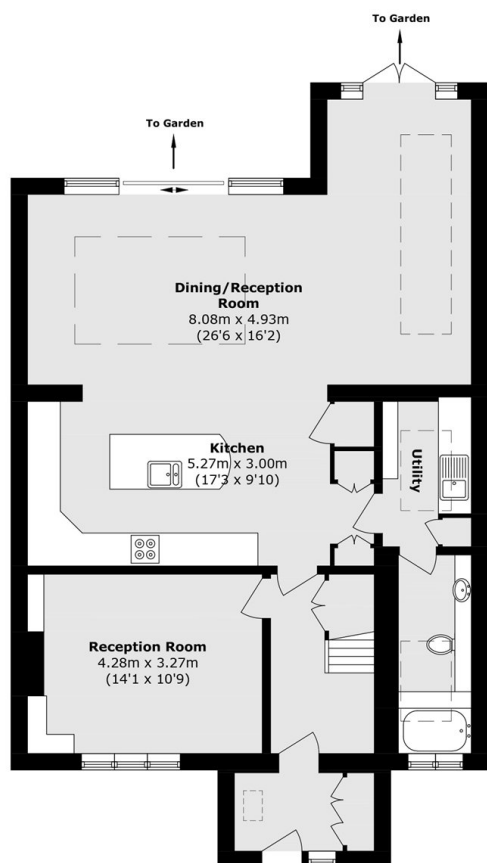 To Garden
To Garden
Dining/Reception
Room
8.08m x 4.93m
(26'6 x 16'2)
Kitchen
5.27m x 3.00m
(17'3 x 9'10)
Utility
Reception Room
4.28m x 3.27m
(14'1 x 10'9)